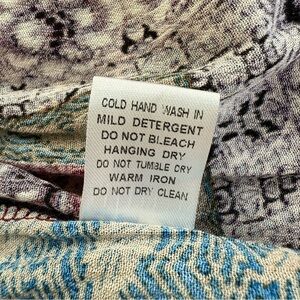 COLD HAND WASH IN
MILD DETERGENT
DO NOT BLEACH
HANGING DRY
DO NOT TUMBLE CRY
WARM IRON
DO NOT DRY CLEAN